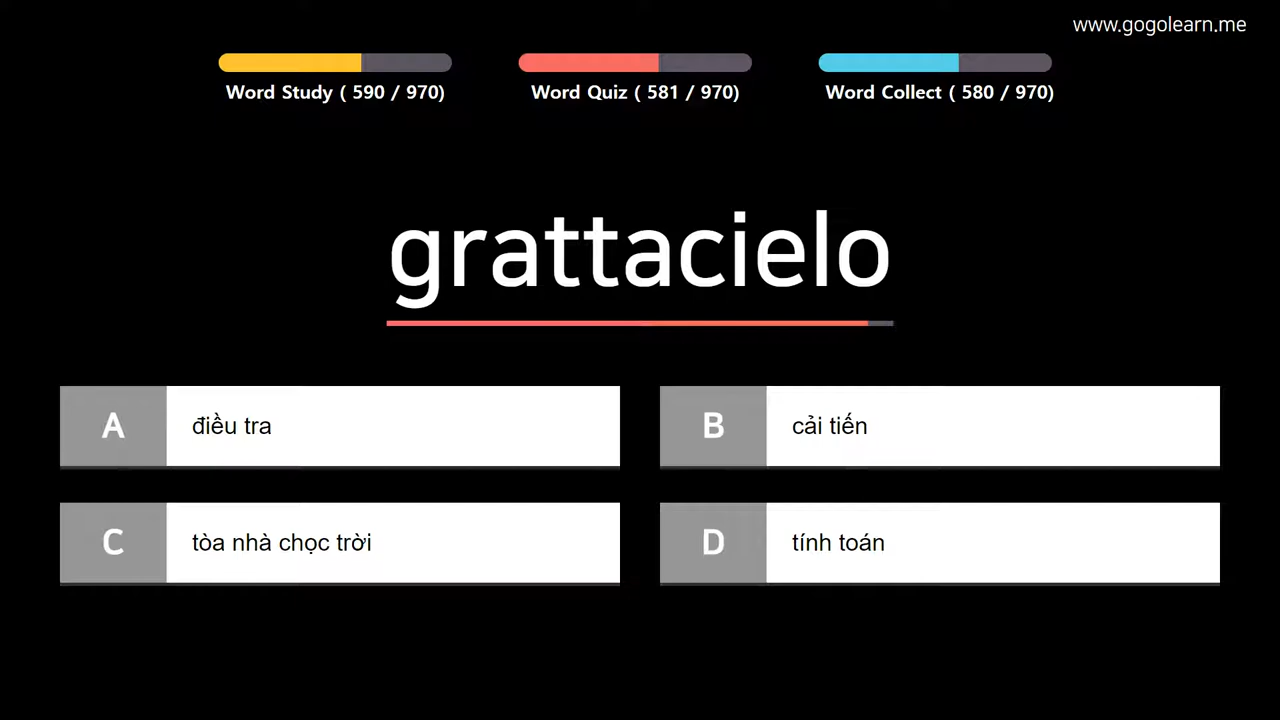 www.gogolearn.me
Word Study ( 590 / 970)
Word Quiz ( 581 / 970)
Word Collect ( 580 / 970)
grattacielo
A điều tra
B cải tiến
C tòa nhà chọc trời
D tính toán